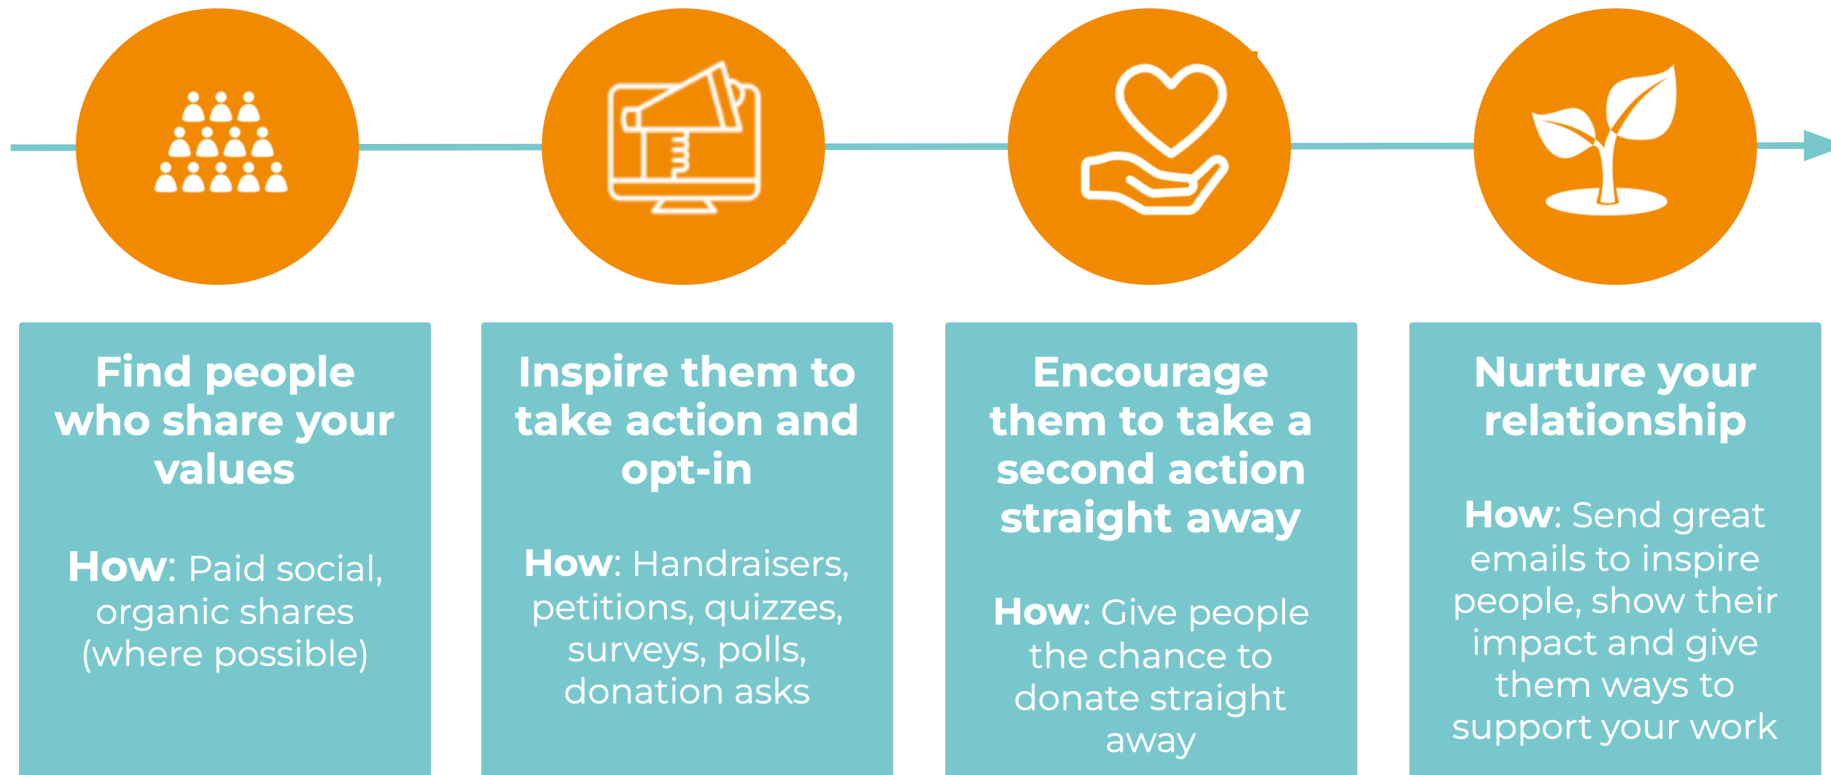 Find people
who share your
values
How: Paid social,
organic shares
(where possible)
Inspire them to
take action and
opt-in
How: Handraisers,
petitions, quizzes,
surveys, polls,
donation asks
Encourage
them to take a
second action
straight away
How: Give people
the chance to
donate straight
away
Nurture your
relationship
How: Send great
emails to inspire
people, show their
impact and give
them ways to
support your work